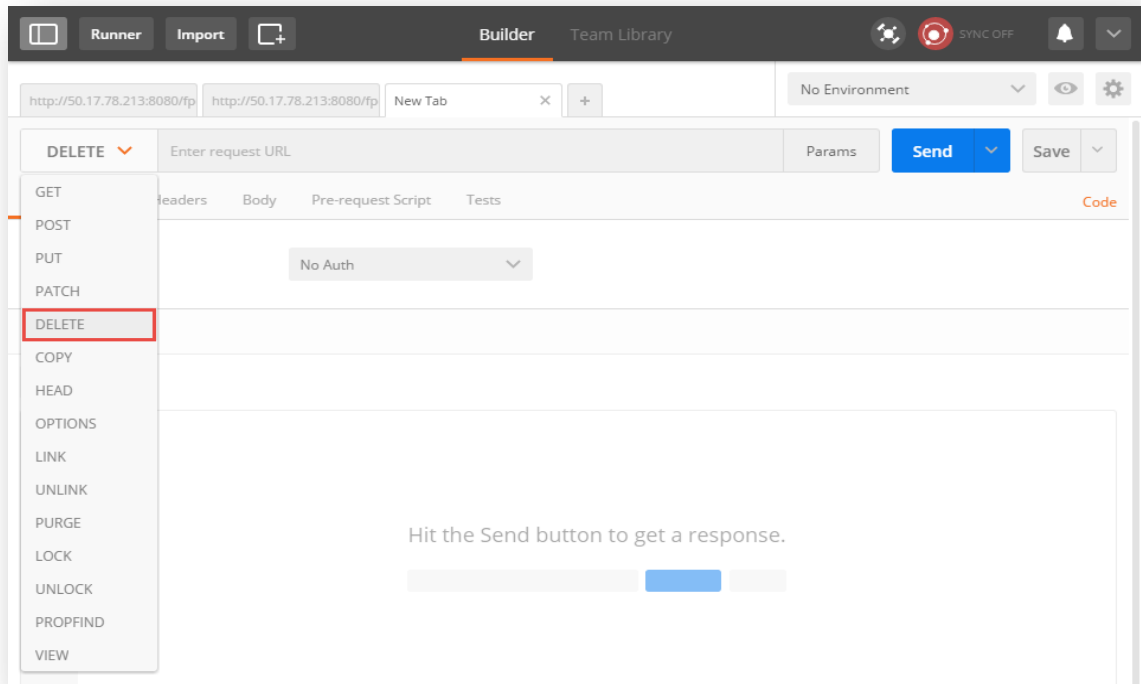 Runner Import Builder Team Library SYNC OFF
http://50.17.78.213:8080/fp http://50.17.78.213:8080/fp New Tab No Environment
DELETE Enter request URL Params Send Save
GET
Headers Body Pre-request Script Tests Code
POST
PUT
No Auth
PATCH
DELETE
COPY
HEAD
OPTIONS
LINK
UNLINK
PURGE
Hit the Send button to get a response.
LOCK
UNLOCK
PROPFIND
VIEW